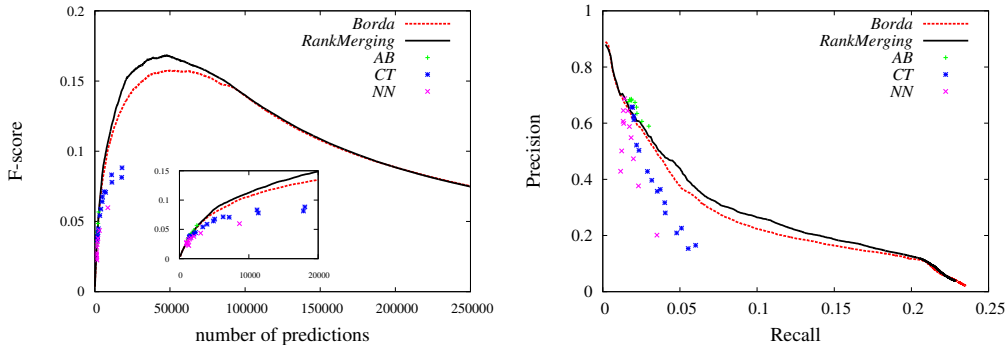 0.2
0.15
0.1
0.05
0
F-score
0
50000
100000
150000
200000
250000
number of predictions
Borda
RankMerging
AB
CT
NN
0.15
0.1
0.05
0
0
10000
20000
1
0.8
0.6
0.4
0.2
0
Precision
0
0.05
0.1
0.15
0.2
0.25
Recall
Borda
RankMerging
AB
CT
NN